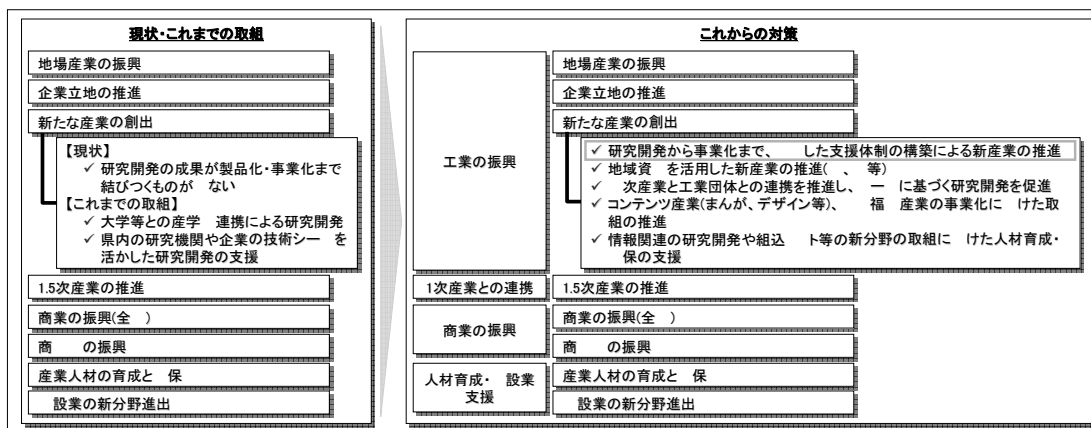 現状・これまでの取組
地場産業の振興
企業立地の推進
新たな産業の創出
【現状】
✓ 研究開発の成果が製品化・事業化まで
結びつくものが ない
【これまでの取組】
✓ 大学等との産学 連携による研究開発
✓ 県内の研究機関や企業の技術シー を
活かした研究開発の支援
1.5次産業の推進
商業の振興(全 )
商 の振興
産業人材の育成と 保
設業の新分野進出
これからの対策
工業の振興
地場産業の振興
企業立地の推進
新たな産業の創出
✓ 研究開発から事業化まで、 した支援体制の構築による新産業の推進
✓ 地域資 を活用した新産業の推進( 、 等)
✓ 次産業と工業団体との連携を推進し、 ー に基づく研究開発を促進
✓ コンテンツ産業(まんが、デザイン等)、 福 産業の事業化に けた取
組の推進
✓ 情報関連の研究開発や組込 ト等の新分野の取組に けた人材育成・
保の支援
1次産業との連携
1.5次産業の推進
商業の振興
商業の振興(全 )
商 の振興
人材育成・ 設業
支援
産業人材の育成と 保
設業の新分野進出